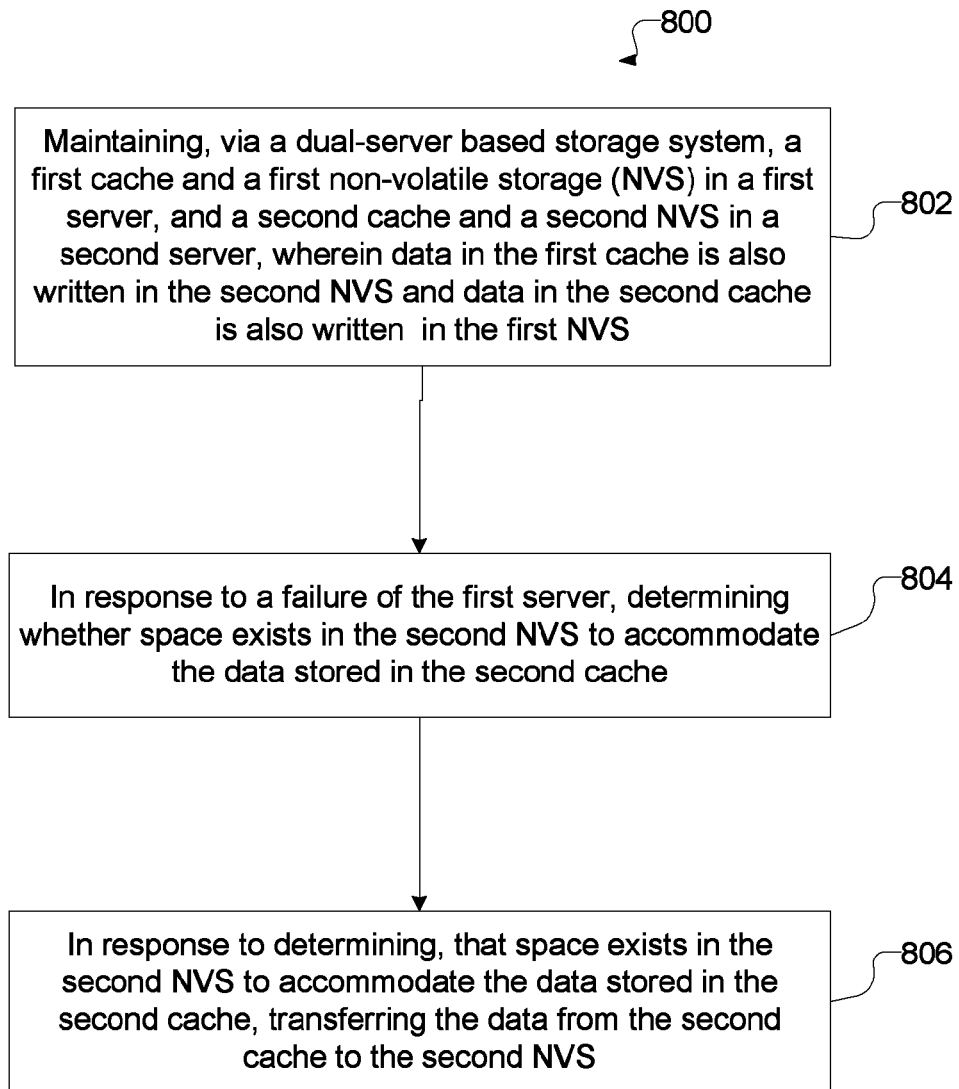 800
Maintaining, via a dual-server based storage system, a
first cache and a first non-volatile storage (NVS) in a first
server, and a second cache and a second NVS in a
second server, wherein data in the first cache is also
written in the second NVS and data in the second cache
is also written in the first NVS
802
In response to a failure of the first server, determining
whether space exists in the second NVS to accommodate
the data stored in the second cache
804
In response to determining, that space exists in the
second NVS to accommodate the data stored in the
second cache, transferring the data from the second
cache to the second NVS
806